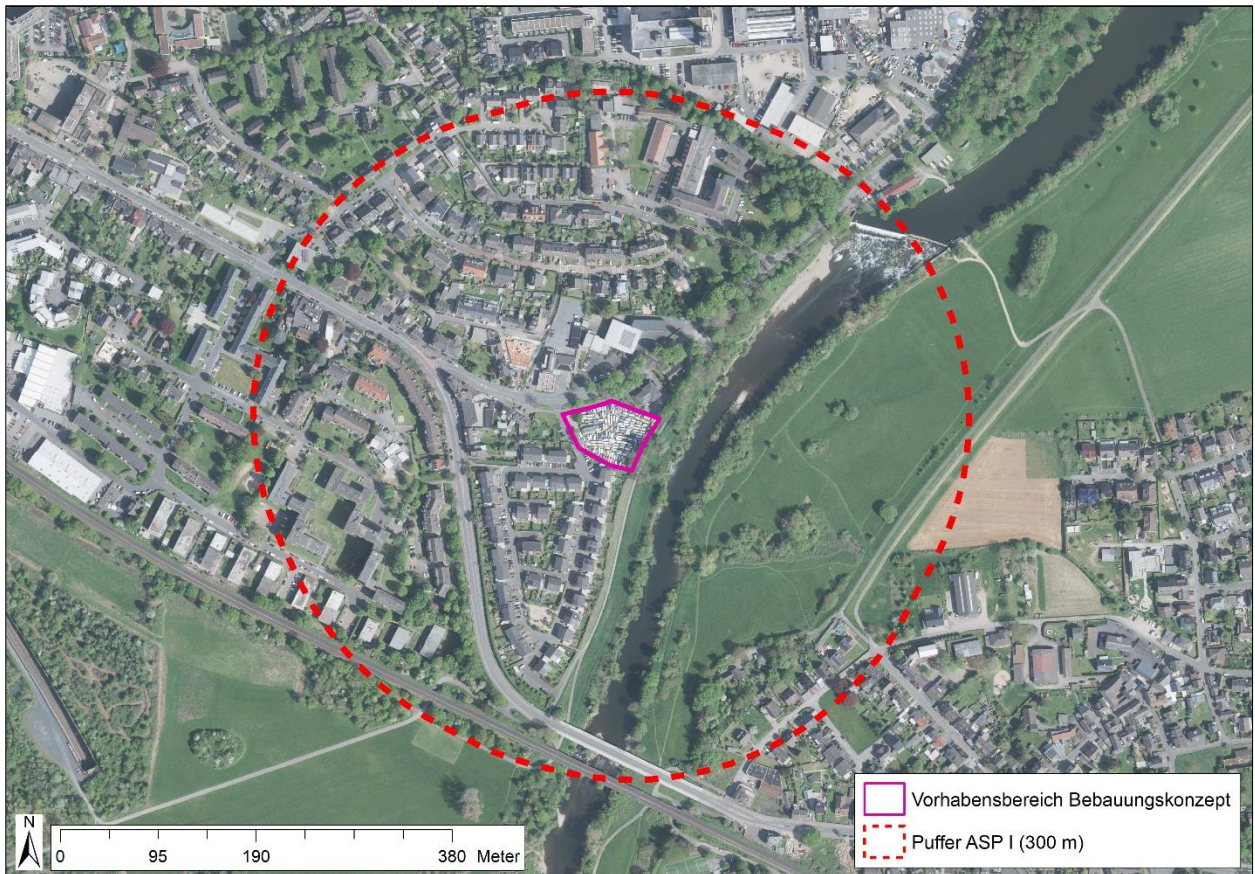 Vorhabensbereich Bebauungskonzept
Puffer ASP I (300 m)
N
0 95 190 380 Meter